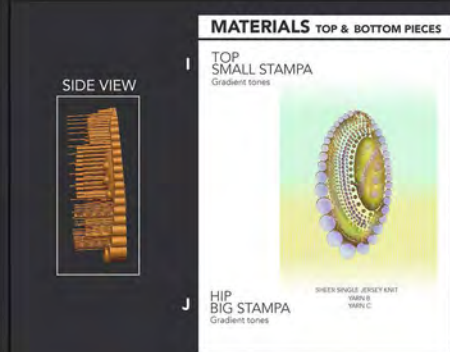 MATERIALS TOP & BOTTOM PIECES
SIDE VIEW
I
TOP
SMALL STAMPA
Gradient tones
SHEER SINGLE JERSEY KNIT
YARN B
YARN C
J
HIP
BIG STAMPA
Gradient tones